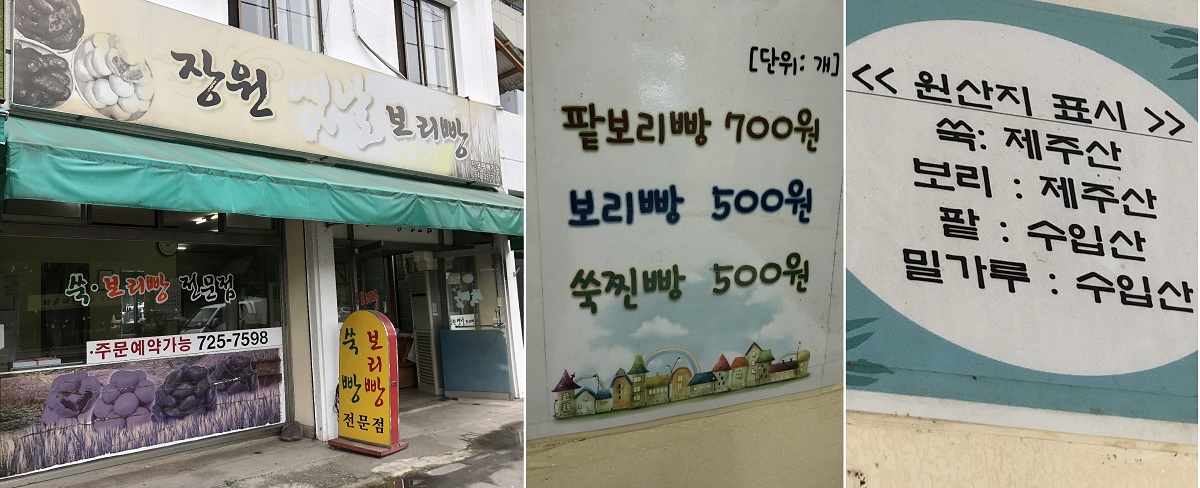 장원 옛날 보리빵
쑥·보리빵 전문점
·주문예약가능 725-7598
쑥빵
보리빵
전문점
[단위: 개]
팥보리빵 700원
보리빵 500원
쑥찐빵 500원
<< 원산지 표시 >>
쑥: 제주산
보리 : 제주산
팥 : 수입산
밀가루 : 수입산